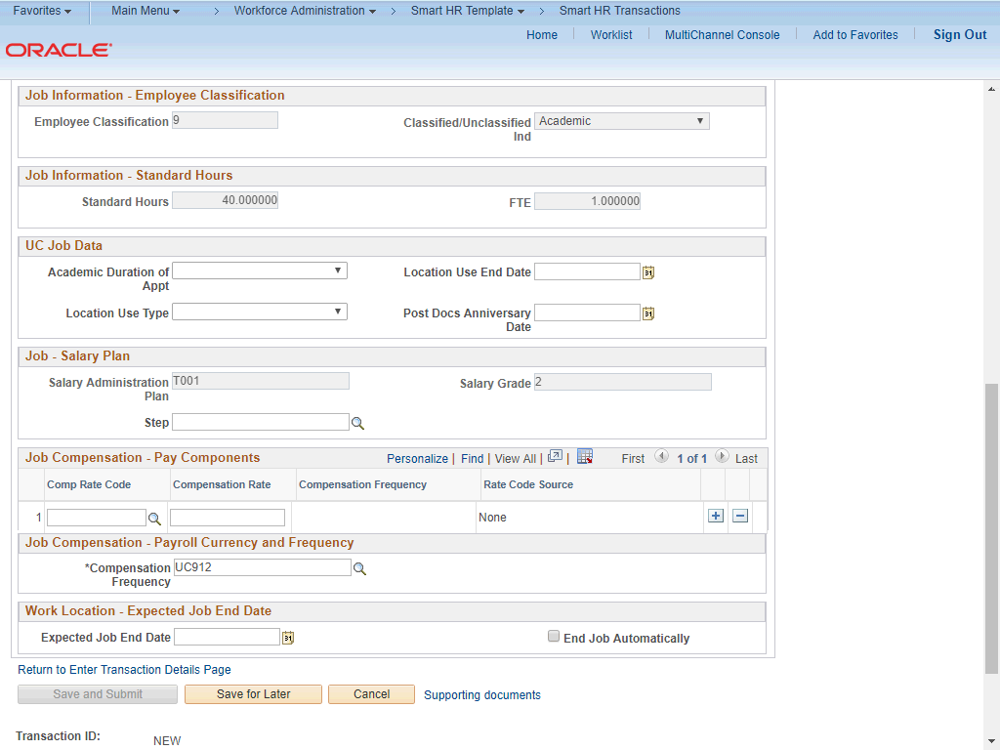 Favorites Main Menu > Workforce Administration > Smart HR Template > Smart HR Transactions
Home Worklist MultiChannel Console Add to Favorites Sign Out
ORACLE
Job Information - Employee Classification
Employee Classification 9 Classified/Unclassified Ind Academic
Job Information - Standard Hours
Standard Hours 40.000000 FTE 1.000000
UC Job Data
Academic Duration of Appt Location Use End Date
Location Use Type Post Docs Anniversary Date
Job - Salary Plan
Salary Administration Plan T001 Salary Grade 2
Step
Job Compensation - Pay Components Personalize | Find | View All | | First 1 of 1 Last
Comp Rate Code Compensation Rate Compensation Frequency Rate Code Source
1 None
Job Compensation - Payroll Currency and Frequency
*Compensation Frequency UC912
Work Location - Expected Job End Date
Expected Job End Date End Job Automatically
Return to Enter Transaction Details Page
Save and Submit Save for Later Cancel Supporting documents
Transaction ID: NEW